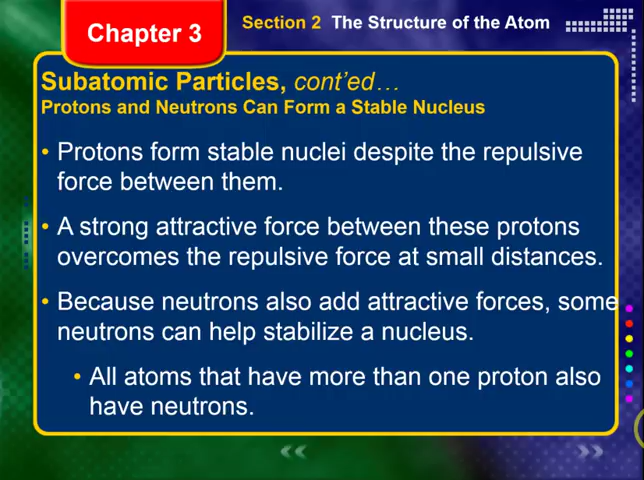 Chapter 3
Section 2 The Structure of the Atom
Subatomic Particles, cont'ed…
Protons and Neutrons Can Form a Stable Nucleus
• Protons form stable nuclei despite the repulsive
force between them.
• A strong attractive force between these protons
overcomes the repulsive force at small distances.
• Because neutrons also add attractive forces, some
neutrons can help stabilize a nucleus.
• All atoms that have more than one proton also
have neutrons.